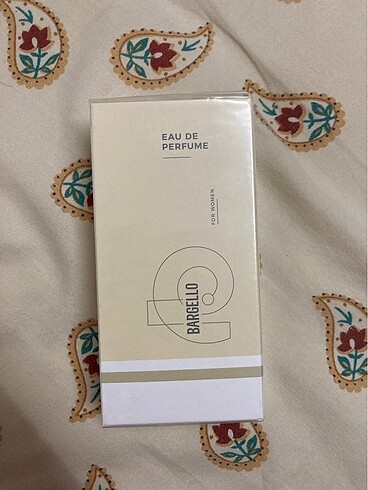 EAU DE
PERFUME
FOR WOMEN
BARGELLO